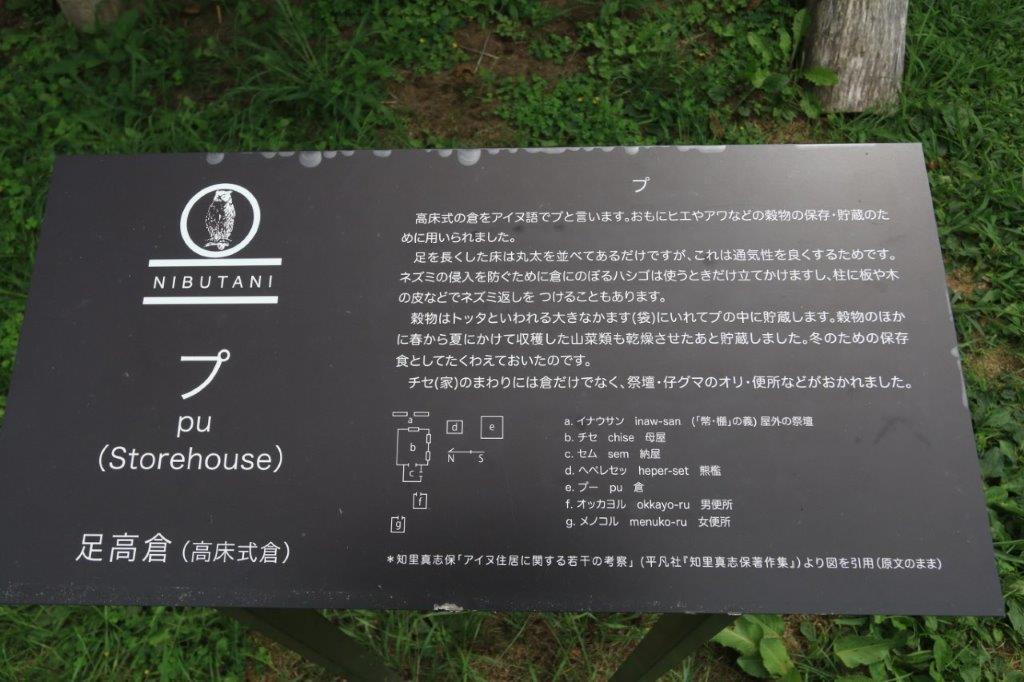 NIBUTANI
プ
pu
(Storehouse)
足高倉(高床式倉)
プ
高床式の倉をアイヌ語でプと言います。おもにヒエやアワなどの穀物の保存・貯蔵のた
めに用いられました。
足を長くした床は丸太を並べてあるだけですが、これは通気性を良くするためです。
ネズミの侵入を防ぐために倉にのぼるハシゴは使うときだけ立てかけますし、柱に板や木
の皮などでネズミ返しを つけることもあります。
穀物はトッタといわれる大きなかます(袋)にいれてプの中に貯蔵します。穀物のほか
に春から夏にかけて収穫した山菜類も乾燥させたあと貯蔵しました。冬のための保存
食としてたくわえておいたのです。
チセ(家)のまわりには倉だけでなく、祭壇・仔グマのオリ・便所などがおかれました。
a
b
c
d
e
N S
f
g
a. イナウサン inaw-san (「幣・棚」の義) 屋外の祭壇
b. チセ chise 母屋
c. セム sem 納屋
d. ヘペレセッ heper-set 熊檻
e. プー pu 倉
f. オッカヨル okkayo-ru 男便所
g. メノコル menuko-ru 女便所
*知里真志保「アイヌ住居に関する若干の考察」(平凡社『知里真志保著作集』)より図を引用(原文のまま)